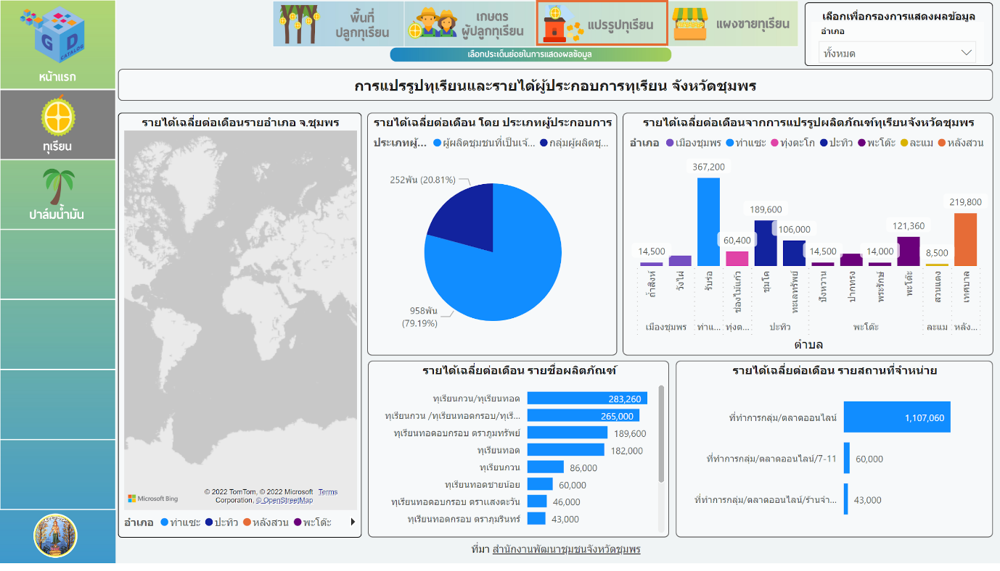 GD CATALOG
หน้าแรก
ทุเรียน
ปาล์มน้ำมัน
พื้นที่
ปลูกทุเรียน
เกษตร
ผู้ปลูกทุเรียน
แปรรูปทุเรียน
แผงขายทุเรียน
เลือกประเด็นย่อยในการแสดงผลข้อมูล
เลือกเพื่อกรองการแสดงผลข้อมูล
อำเภอ
ทั้งหมด
การแปรรูปทุเรียนและรายได้ผู้ประกอบการทุเรียน จังหวัดชุมพร
รายได้เฉลี่ยต่อเดือนรายอำเภอ จ.ชุมพร
Microsoft Bing
© 2022 TomTom, © 2022 Microsoft Terms
Corporation, © OpenStreetMap
อำเภอ ท่าแซะ ปะทิว หลังสวน พะโต๊ะ
รายได้เฉลี่ยต่อเดือน โดย ประเภทผู้ประกอบการ
ประเภทผู้... ผู้ผลิตชุมชนที่เป็นเจ้... กลุ่มผู้ผลิตชุ...
252พัน (20.81%)
958พัน
(79.19%)
รายได้เฉลี่ยต่อเดือนจากการแปรรูปผลิตภัณฑ์ทุเรียนจังหวัดชุมพร
อำเภอ เมืองชุมพร ท่าแซะ ทุ่งตะโก ปะทิว พะโต๊ะ ละแม หลังสวน
367,200
219,800
189,600
121,360
106,000
60,400
14,500
14,500
14,000
8,500
ถ้ำสิงห์
วังไผ่
รับร่อ
ช่องไม้แก้ว
ชุมโค
ทะเลทรัพย์
ปังหวาน
ปากทรง
พระรักษ์
พะโต๊ะ
สวนแตง
เทศบาล
เมืองชุมพร ท่าแ... ทุ่งต... ปะทิว พะโต๊ะ ละแม หลัง...
ตำบล
รายได้เฉลี่ยต่อเดือน รายชื่อผลิตภัณฑ์
ทุเรียนกวน/ทุเรียนทอด 283,260
ทุเรียนกวน /ทุเรียนทอดกรอบ/ทุเรี... 265,000
ทุเรียนทอดอบกรอบ ตราภูมทรัพย์ 189,600
ทุเรียนทอด 182,000
ทุเรียนกวน 86,000
ทุเรียนทอดชายน้อย 60,000
ทุเรียนทอดอบกรอบ ตราแสงตะวัน 46,000
ทุเรียนทอดกรอบ ตราภุมรินทร์ 43,000
รายได้เฉลี่ยต่อเดือน รายสถานที่จำหน่าย
ที่ทำการกลุ่ม/ตลาดออนไลน์ 1,107,060
ที่ทำการกลุ่ม/ตลาดออนไลน์/7-11 60,000
ที่ทำการกลุ่ม/ตลาดออนไลน์/ร้านจำ... 43,000
ที่มา สำนักงานพัฒนาชุมชนจังหวัดชุมพร